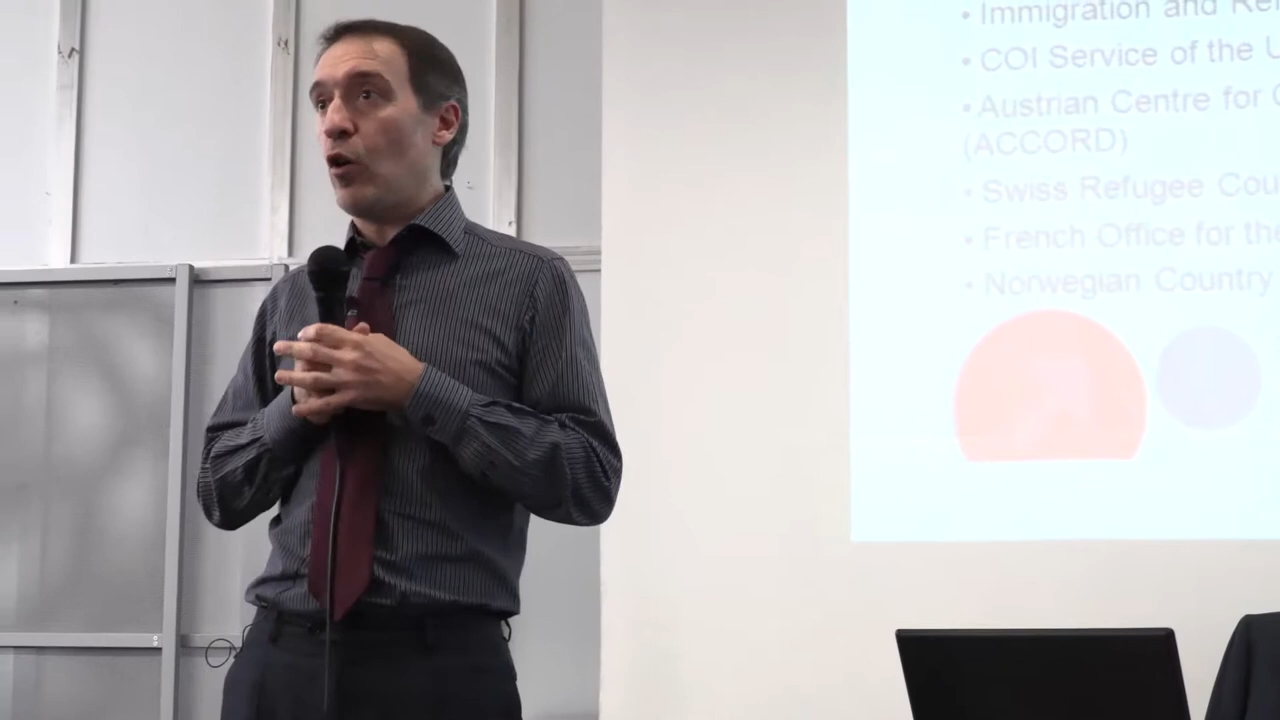 • Immigration and
• COI Service of the
• Austrian Centre for
(ACCORD)
• Swiss Refugee
• French Office for the
• Norwegian Country